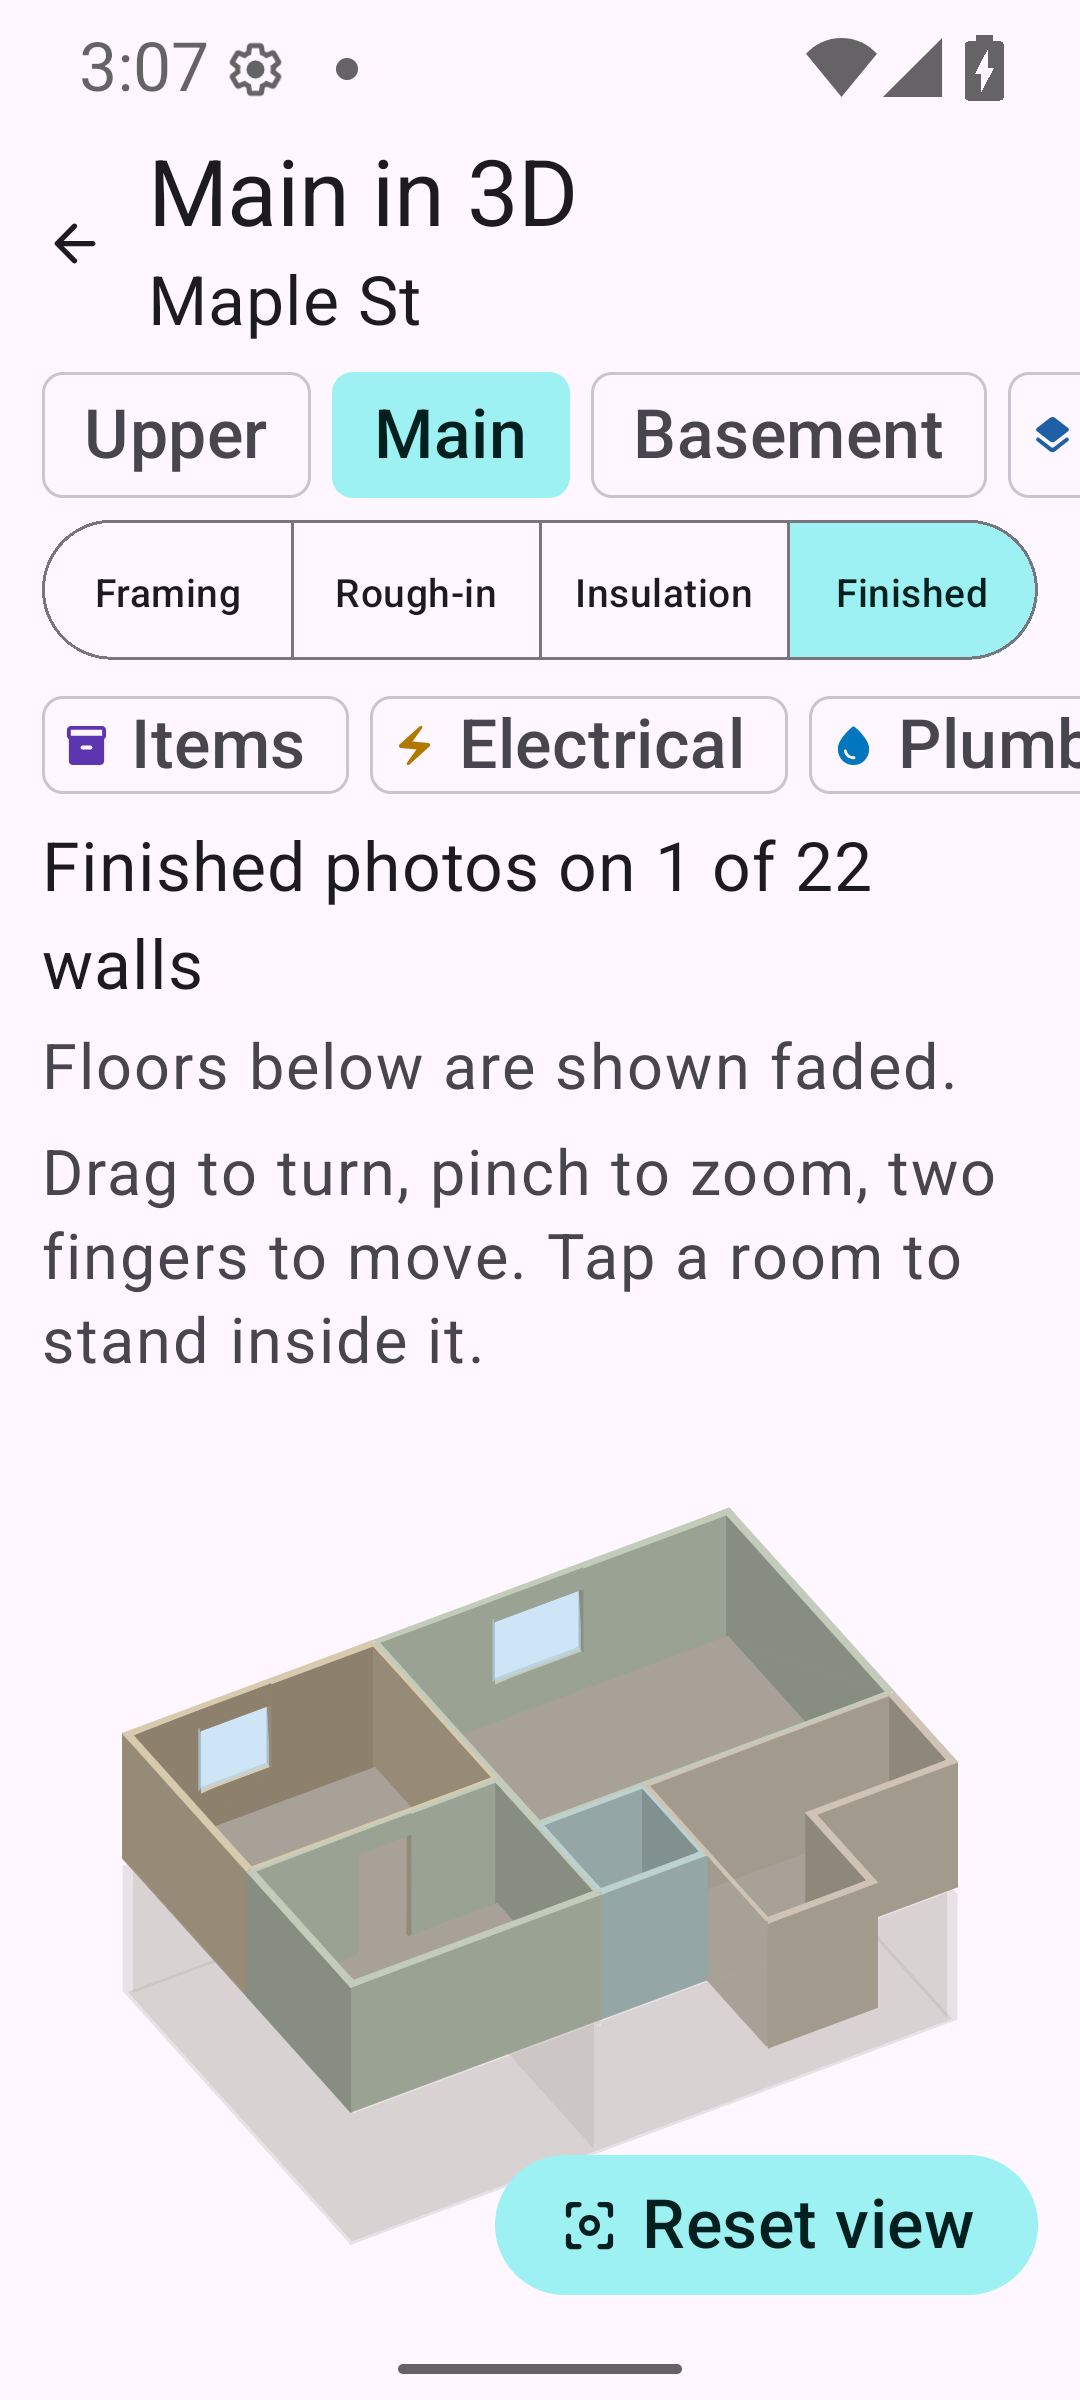 3:07
Main in 3D
Maple St
Upper Main Basement
Framing Rough-in Insulation Finished
Items Electrical Plumb
Finished photos on 1 of 22
walls
Floors below are shown faded.
Drag to turn, pinch to zoom, two
fingers to move. Tap a room to
stand inside it.
Reset view